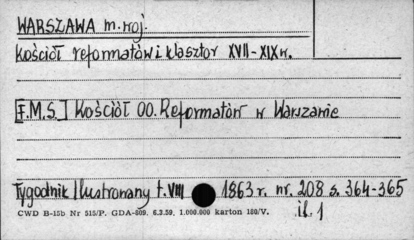 WARSZAWA m. woj.
Kościół reformatów i klasztor XVII-XIX w.
[F.M.S.] Kościół OO. Reformatów w Warszawie
Tygodnik Ilustrowany t. VIII 1863 r. nr. 208 s. 364-365
il. 1
CWD B-15b Nr 515/P. GDA-809. 6.3.59. 1.000.000 karton 180/V.